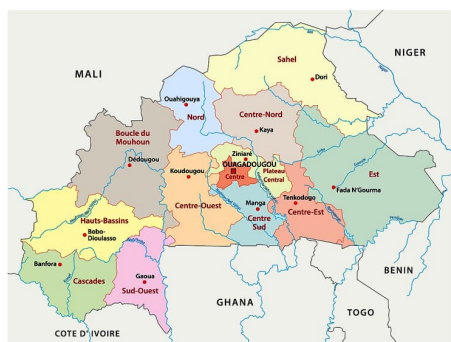 NIGER
MALI
Sahel
Dori
Ouahigouya
Nord
Centre-Nord
Kaya
Boucle du
Mouhoun
Dédougou
Ziniaré
OUAGADOUGOU
Centre
Plateau
Central
Koudougou
Est
Fada N'Gourma
Centre-Ouest
Manga
Centre
Sud
Tenkodogo
Centre-Est
Hauts-Bassins
Bobo-
Dioulasso
Banfora
Cascades
Gaoua
Sud-Ouest
BENIN
GHANA
TOGO
COTE D' IVOIRE